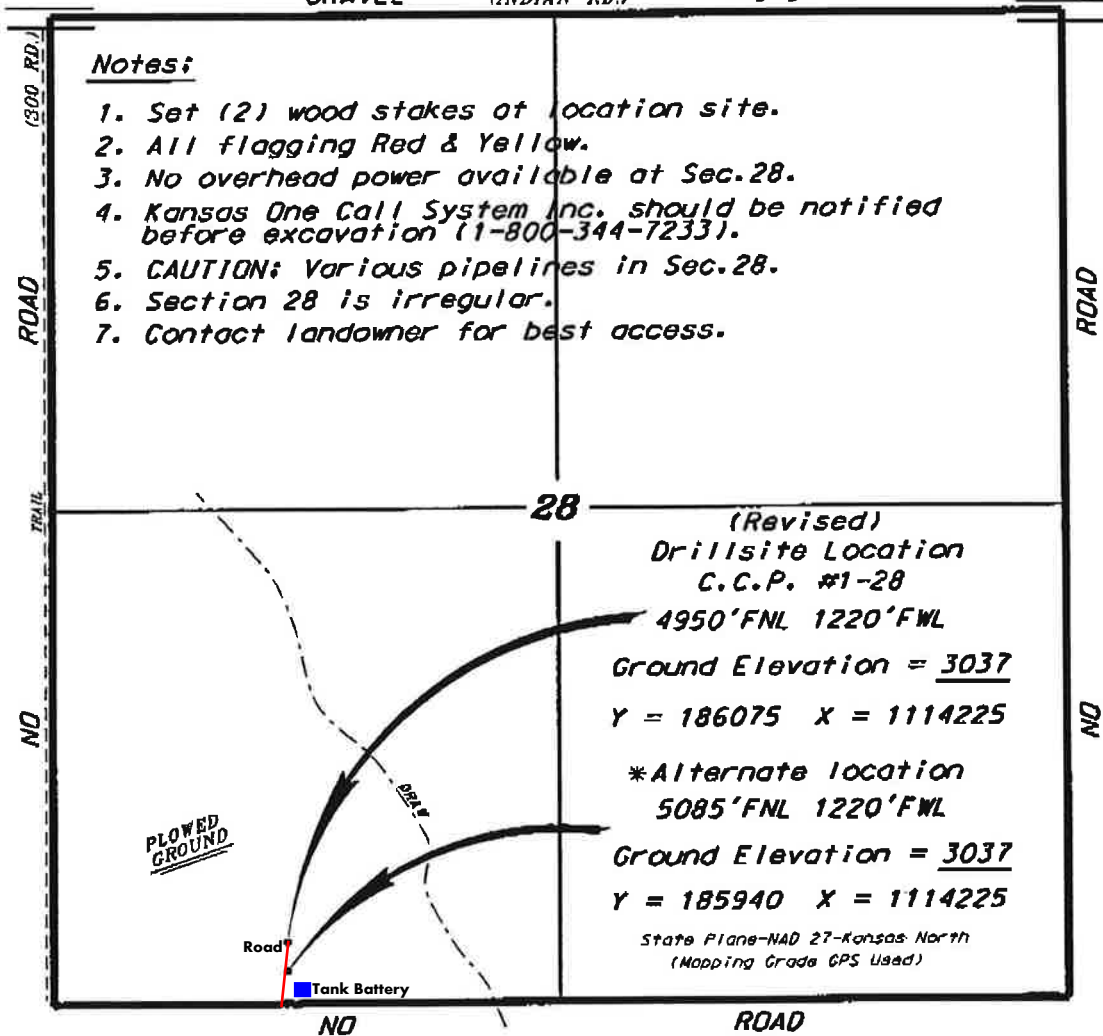 (INDIAN RD.)
(300 RD.)
Notes:
1. Set (2) wood stakes at location site.
2. All flagging Red & Yellow.
3. No overhead power available at Sec.28.
4. Kansas One Call System Inc. should be notified
before excavation (1-800-344-7233).
5. CAUTION: Various pipelines in Sec.28.
6. Section 28 is irregular.
7. Contact landowner for best access.
ROAD
ROAD
TRAIL
28
(Revised)
Drillsite Location
C.C.P. #1-28
4950'FNL 1220'FWL
Ground Elevation = 3037
Y = 186075 X = 1114225
NO
NO
*Alternate location
5085'FNL 1220'FWL
Ground Elevation = 3037
Y = 185940 X = 1114225
State Plane-NAD 27-Kansas North
(Mapping Grade GPS Used)
DRAW
PLOWED
GROUND
Road
Tank Battery
NO ROAD